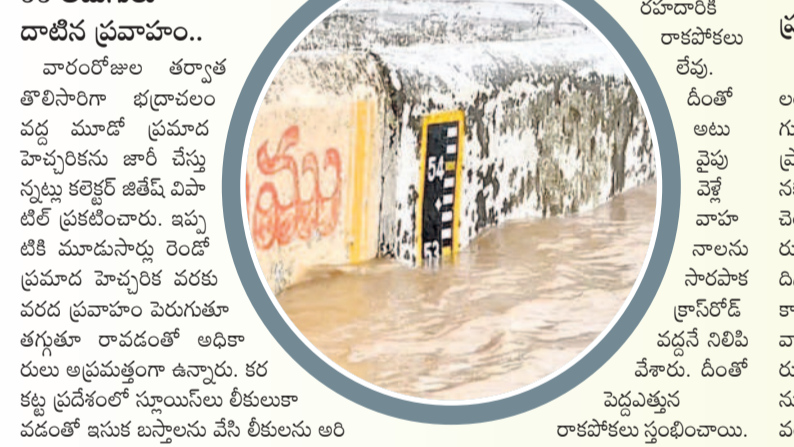 దాటిన ప్రవాహం..
వారంరోజుల తర్వాత
తొలిసారిగా భద్రాచలం
వద్ద మూడో ప్రమాద
హెచ్చరికను జారీ చేస్తు
న్నట్లు కలెక్టర్ జితేష్ విపా
టిల్ ప్రకటించారు. ఇప్ప
టికి మూడుసార్లు రెండో
ప్రమాద హెచ్చరిక వరకు
వరద ప్రవాహం పెరుగుతూ
తగ్గుతూ రావడంతో అధికా
రులు అప్రమత్తంగా ఉన్నారు. కర
కట్ట ప్రదేశంలో స్లూయిస్‌లు లీకులుకా
వడంతో ఇసుక బస్తాలను వేసి లీకులను అరి
ము
54
53
రహదారికి
రాకపోకలు
లేవు.
దీంతో
అటు
వైపు
వెళ్లే
వాహ
నాలను
సారపాక
క్రాస్‌రోడ్
వద్దనే నిలిపి
వేశారు. దీంతో
పెద్దఎత్తున
రాకపోకలు స్తంభించాయి.